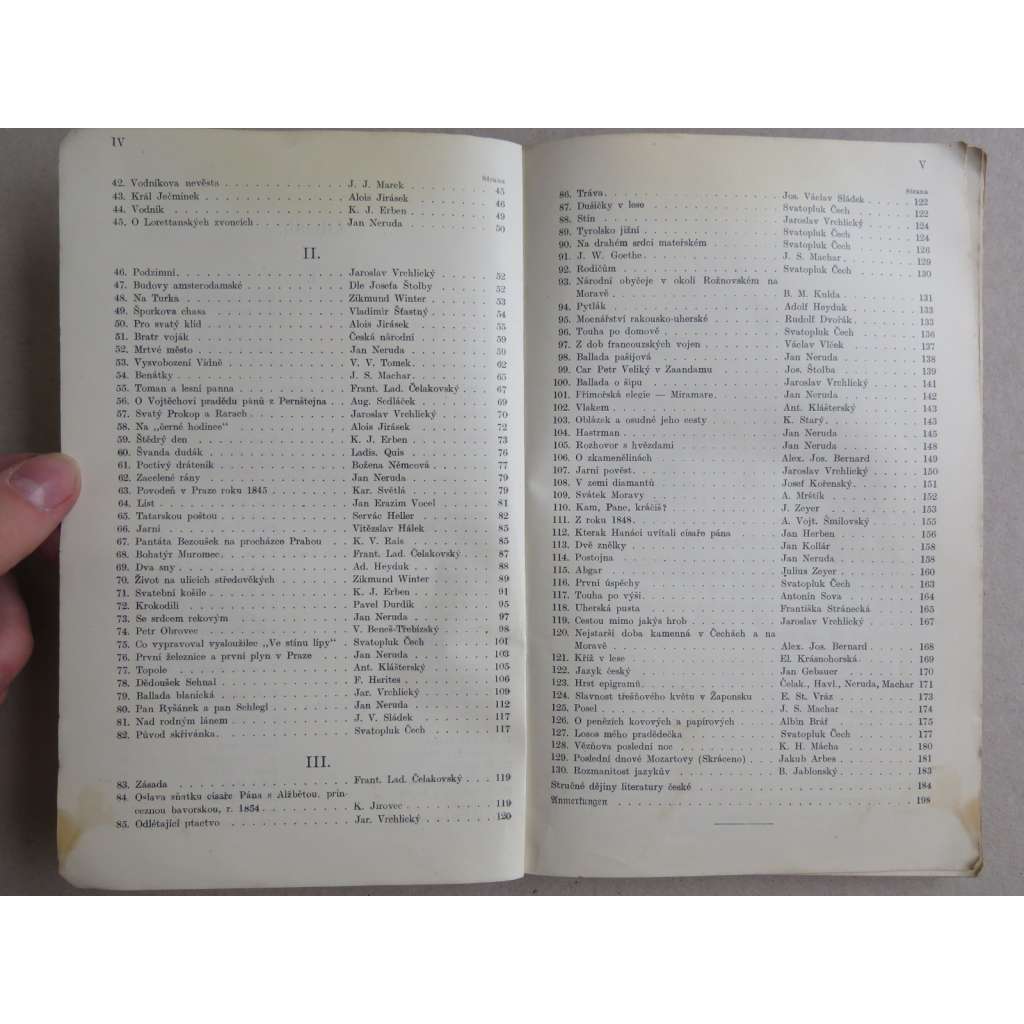 IV
Strana
42. Vodníkova nevěsta . . . . . . . . . . . . J. J. Marek . . . . . . . . 45
43. Král Ječmínek . . . . . . . . . . . . . . Alois Jirásek . . . . . . . 46
44. Vodník . . . . . . . . . . . . . . . . . K. J. Erben . . . . . . . . 49
45. O Lorettanských zvoncích . . . . . . . . . Jan Neruda . . . . . . . . 50
II.
46. Podzimní . . . . . . . . . . . . . . . . Jaroslav Vrchlický . . . . . 52
47. Budovy amsterodamské . . . . . . . . . . . Dle Josefa Štolby . . . . . 52
48. Na Turka . . . . . . . . . . . . . . . . Zikmund Winter . . . . . . 53
49. Šporkova chasa . . . . . . . . . . . . . Vladimír Šťastný . . . . . . 54
50. Pro svatý klid . . . . . . . . . . . . . Alois Jirásek . . . . . . . 55
51. Bratr voják . . . . . . . . . . . . . . . Česká národní . . . . . . . 59
52. Mrtvé město . . . . . . . . . . . . . . . Jan Neruda . . . . . . . . 59
53. Vysvobození Vídně . . . . . . . . . . . . V. V. Tomek . . . . . . . . 62
54. Benátky . . . . . . . . . . . . . . . . . J. S. Machar . . . . . . . 65
55. Toman a lesní panna . . . . . . . . . . . Frant. Lad. Čelakovský . . . 67
56. O Vojtěchovi pradědu pánů z Pernštejna . . Aug. Sedláček . . . . . . . 69
57. Svatý Prokop a Rarach . . . . . . . . . . Jaroslav Vrchlický . . . . . 70
58. Na „černé hodince“ . . . . . . . . . . . Alois Jirásek . . . . . . . 72
59. Štědrý den . . . . . . . . . . . . . . . K. J. Erben . . . . . . . . 73
60. Švanda dudák . . . . . . . . . . . . . . Ladis. Quis . . . . . . . . 76
61. Poctivý dráteník . . . . . . . . . . . . Božena Němcová . . . . . . 77
62. Zacelené rány . . . . . . . . . . . . . . Jan Neruda . . . . . . . . 79
63. Povodeň v Praze roku 1845 . . . . . . . . Kar. Světlá . . . . . . . . 79
64. List . . . . . . . . . . . . . . . . . . Jan Erazim Vocel . . . . . . 81
65. Tatarskou poštou . . . . . . . . . . . . Servác Heller . . . . . . . 82
66. Jarní . . . . . . . . . . . . . . . . . . Vítězslav Hálek . . . . . . 85
67. Pantáta Bezoušek na procházce Prahou . . . K. V. Rais . . . . . . . . 85
68. Bohatýr Muromec . . . . . . . . . . . . . Frant. Lad. Čelakovský . . . 87
69. Dva sny . . . . . . . . . . . . . . . . . Ad. Heyduk . . . . . . . . 88
70. Život na ulicích středověkých . . . . . . Zikmund Winter . . . . . . 89
71. Svatební košile . . . . . . . . . . . . . K. J. Erben . . . . . . . . 91
72. Krokodíli . . . . . . . . . . . . . . . . Pavel Durdík . . . . . . . 95
73. Se srdcem rekovým . . . . . . . . . . . . Jan Neruda . . . . . . . . 97
74. Petr Obrovec . . . . . . . . . . . . . . V. Beneš-Třebízský . . . . . 98
75. Co vypravoval vysloužilec „Ve stínu lípy“ . Svatopluk Čech . . . . . . 101
76. První železnice a první plyn v Praze . . . Jan Neruda . . . . . . . . 103
77. Topole . . . . . . . . . . . . . . . . . Ant. Klášterský . . . . . . 105
78. Dědoušek Sehnal . . . . . . . . . . . . . F. Herites . . . . . . . . 106
79. Ballada blanická . . . . . . . . . . . . Jar. Vrchlický . . . . . . 109
80. Pan Ryšánek a pan Schlegl . . . . . . . . Jan Neruda . . . . . . . . 112
81. Nad rodným lánem . . . . . . . . . . . . J. V. Sládek . . . . . . . 117
82. Původ skřivánka . . . . . . . . . . . . . Svatopluk Čech . . . . . . 117
III.
83. Zásada . . . . . . . . . . . . . . . . . Frant. Lad. Čelakovský . . . 119
84. Oslava sňatku císaře Pána s Alžbětou, prin-
ceznou bavorskou, r. 1854 . . . . . . . . K. Jirovec . . . . . . . . 119
85. Odlétající ptactvo . . . . . . . . . . . Jar. Vrchlický . . . . . . 120
V
Strana
86. Tráva . . . . . . . . . . . . . . . . . . Jos. Václav Sládek . . . . . 122
87. Dušičky v lese . . . . . . . . . . . . . Svatopluk Čech . . . . . . 122
88. Stín . . . . . . . . . . . . . . . . . . Jaroslav Vrchlický . . . . . 124
89. Tyrolsko jižní . . . . . . . . . . . . . Svatopluk Čech . . . . . . 124
90. Na drahém srdci mateřském . . . . . . . . Svatopluk Čech . . . . . . 126
91. J. W. Goethe . . . . . . . . . . . . . . J. S. Machar . . . . . . . 129
92. Rodičům . . . . . . . . . . . . . . . . . Svatopluk Čech . . . . . . 130
93. Národní obyčeje v okolí Rožnovském na
Moravě . . . . . . . . . . . . . . . . . B. M. Kulda . . . . . . . . 131
94. Pytlák . . . . . . . . . . . . . . . . . Adolf Heyduk . . . . . . . 133
95. Mocnářství rakousko-uherské . . . . . . . Rudolf Dvořák . . . . . . . 133
96. Touha po domově . . . . . . . . . . . . . Svatopluk Čech . . . . . . 136
97. Z dob francouzských vojen . . . . . . . . Václav Vlček . . . . . . . 137
98. Ballada pašijová . . . . . . . . . . . . Jan Neruda . . . . . . . . 138
99. Car Petr Veliký v Zaandamu . . . . . . . . Jos. Štolba . . . . . . . . 139
100. Ballada o šípu . . . . . . . . . . . . . Jaroslav Vrchlický . . . . . 141
101. Přímořská elegie — Miramare . . . . . . . Jan Neruda . . . . . . . . 142
102. Vlakem . . . . . . . . . . . . . . . . . Ant. Klášterský . . . . . . 143
103. Oblázek a osudné jeho cesty . . . . . . . K. Starý . . . . . . . . . 143
104. Hastrman . . . . . . . . . . . . . . . . Jan Neruda . . . . . . . . 145
105. Rozhovor s hvězdami . . . . . . . . . . . Jan Neruda . . . . . . . . 148
106. O zkamenělinách . . . . . . . . . . . . . Alex. Jos. Bernard . . . . . 149
107. Jarní pověst . . . . . . . . . . . . . . Jaroslav Vrchlický . . . . . 150
108. V zemi diamantů . . . . . . . . . . . . . Josef Kořenský . . . . . . 151
109. Svátek Moravy . . . . . . . . . . . . . . A. Mrštík . . . . . . . . . 152
110. Kam, Pane, kráčíš? . . . . . . . . . . . J. Zeyer . . . . . . . . . 153
111. Z roku 1848 . . . . . . . . . . . . . . . A. Vojt. Šmilovský . . . . . 155
112. Kterak Hanáci uvítali císaře pána . . . . Jan Herben . . . . . . . . 156
113. Dvě znělky . . . . . . . . . . . . . . . Jan Kollár . . . . . . . . 158
114. Postojna . . . . . . . . . . . . . . . . Jan Neruda . . . . . . . . 158
115. Abgar . . . . . . . . . . . . . . . . . . Julius Zeyer . . . . . . . 160
116. První úspěchy . . . . . . . . . . . . . . Svatopluk Čech . . . . . . 163
117. Touha po výši . . . . . . . . . . . . . . Antonín Sova . . . . . . . 164
118. Uherská pusta . . . . . . . . . . . . . . Františka Stránecká . . . . 165
119. Cestou mimo jakýs hrob . . . . . . . . . . Jaroslav Vrchlický . . . . . 167
120. Nejstarší doba kamenná v Čechách a na
Moravě . . . . . . . . . . . . . . . . . Alex. Jos. Bernard . . . . . 168
121. Kříž v lese . . . . . . . . . . . . . . . El. Krásnohorská . . . . . . 169
122. Jazyk český . . . . . . . . . . . . . . . Jan Gebauer . . . . . . . . 170
123. Hrst epigramů . . . . . . . . . . . . . . Čelak., Havl., Neruda, Machar 171
124. Slavnost třešňového květu v Žaponsku . . . E. St. Vráz . . . . . . . . 173
125. Posel . . . . . . . . . . . . . . . . . . J. S. Machar . . . . . . . 174
126. O penězích kovových a papírových . . . . . Albín Bráf . . . . . . . . 175
127. Losos mého pradědečka . . . . . . . . . . Svatopluk Čech . . . . . . 177
128. Vězňova poslední noc . . . . . . . . . . . K. H. Mácha . . . . . . . . 180
129. Poslední dnové Mozartovy (Skráceno) . . . Jakub Arbes . . . . . . . . 181
130. Rozmanitost jazykův . . . . . . . . . . . B. Jablonský . . . . . . . 183
Stručné dějiny literatury české . . . . . . . . . . . . . . . . . . 184
Anmerkungen . . . . . . . . . . . . . . . . . . . . . . . . . . . . 198